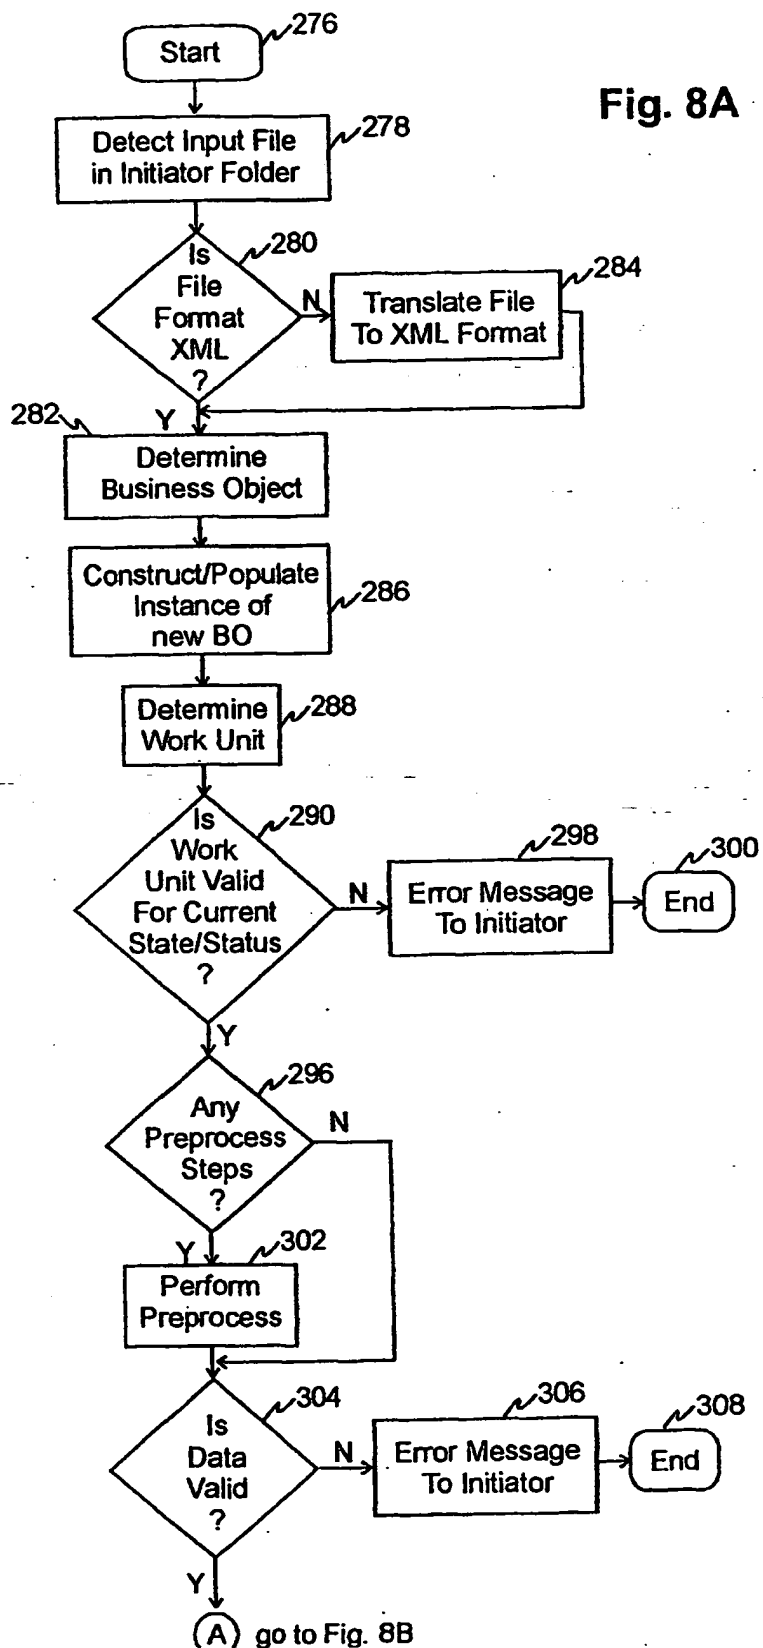 276
Start
Fig. 8A
278
Detect Input File
in Initiator Folder
280
Is
File
Format
XML
?
N
284
Translate File
To XML Format
282
Y
Determine
Business Object
Construct/Populate
Instance of
new BO
286
Determine
Work Unit
288
290
Is
Work
Unit Valid
For Current
State/Status
?
N
298
Error Message
To Initiator
300
End
Y
296
Any
Preprocess
Steps
?
N
Y
302
Perform
Preprocess
304
Is
Data
Valid
?
N
306
Error Message
To Initiator
308
End
Y
A go to Fig. 8B